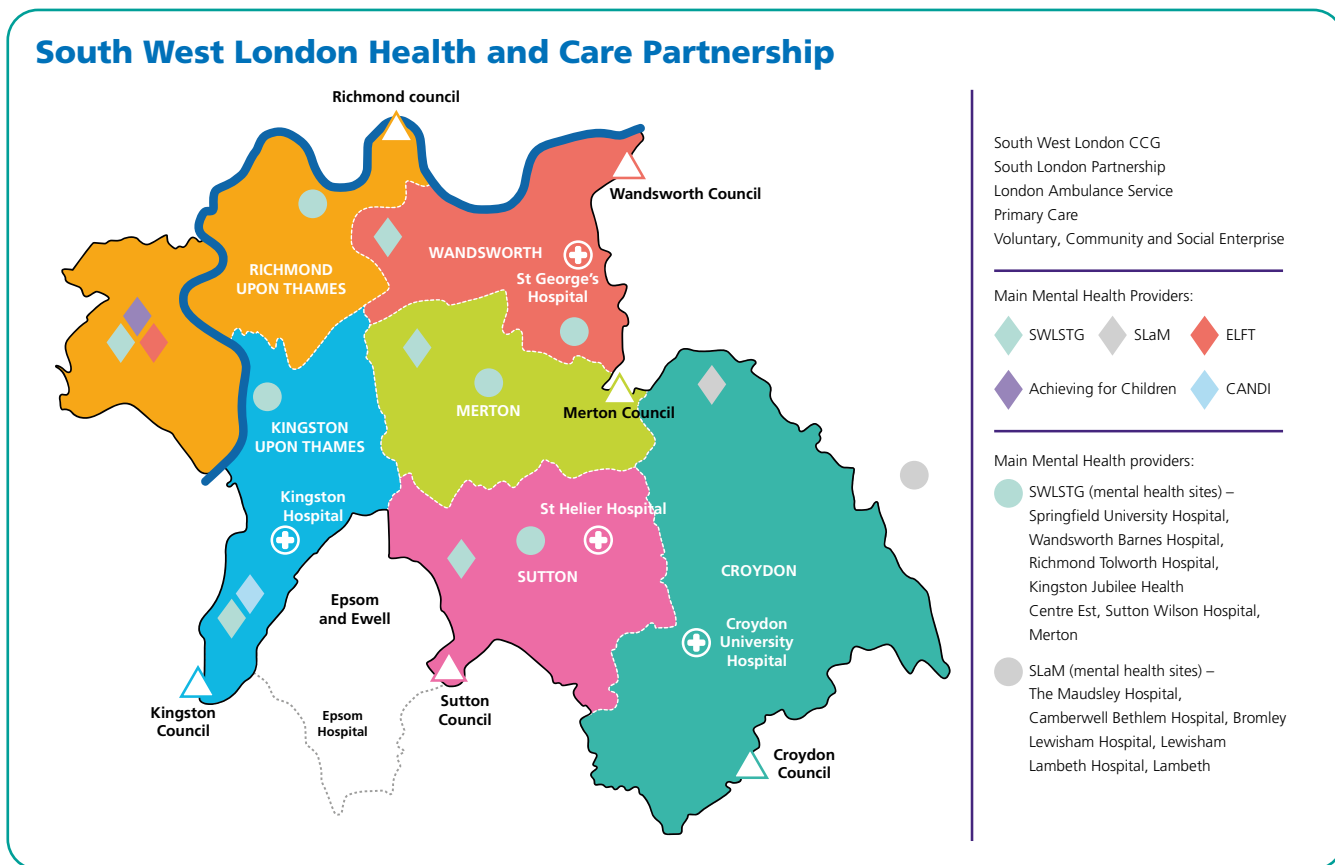 South West London Health and Care Partnership
Richmond council
Wandsworth Council
WANDSWORTH
St George's
Hospital
RICHMOND
UPON THAMES
MERTON
Merton Council
KINGSTON
UPON THAMES
Kingston
Hospital
St Helier Hospital
SUTTON
CROYDON
Epsom
and Ewell
Croydon
University
Hospital
Kingston
Council
Epsom
Hospital
Sutton
Council
Croydon
Council
South West London CCG
South London Partnership
London Ambulance Service
Primary Care
Voluntary, Community and Social Enterprise
Main Mental Health Providers:
SWLSTG
SLaM
ELFT
Achieving for Children
CANDI
Main Mental Health providers:
SWLSTG (mental health sites) –
Springfield University Hospital,
Wandsworth Barnes Hospital,
Richmond Tolworth Hospital,
Kingston Jubilee Health
Centre Est, Sutton Wilson Hospital,
Merton
SLaM (mental health sites) –
The Maudsley Hospital,
Camberwell Bethlem Hospital, Bromley
Lewisham Hospital, Lewisham
Lambeth Hospital, Lambeth